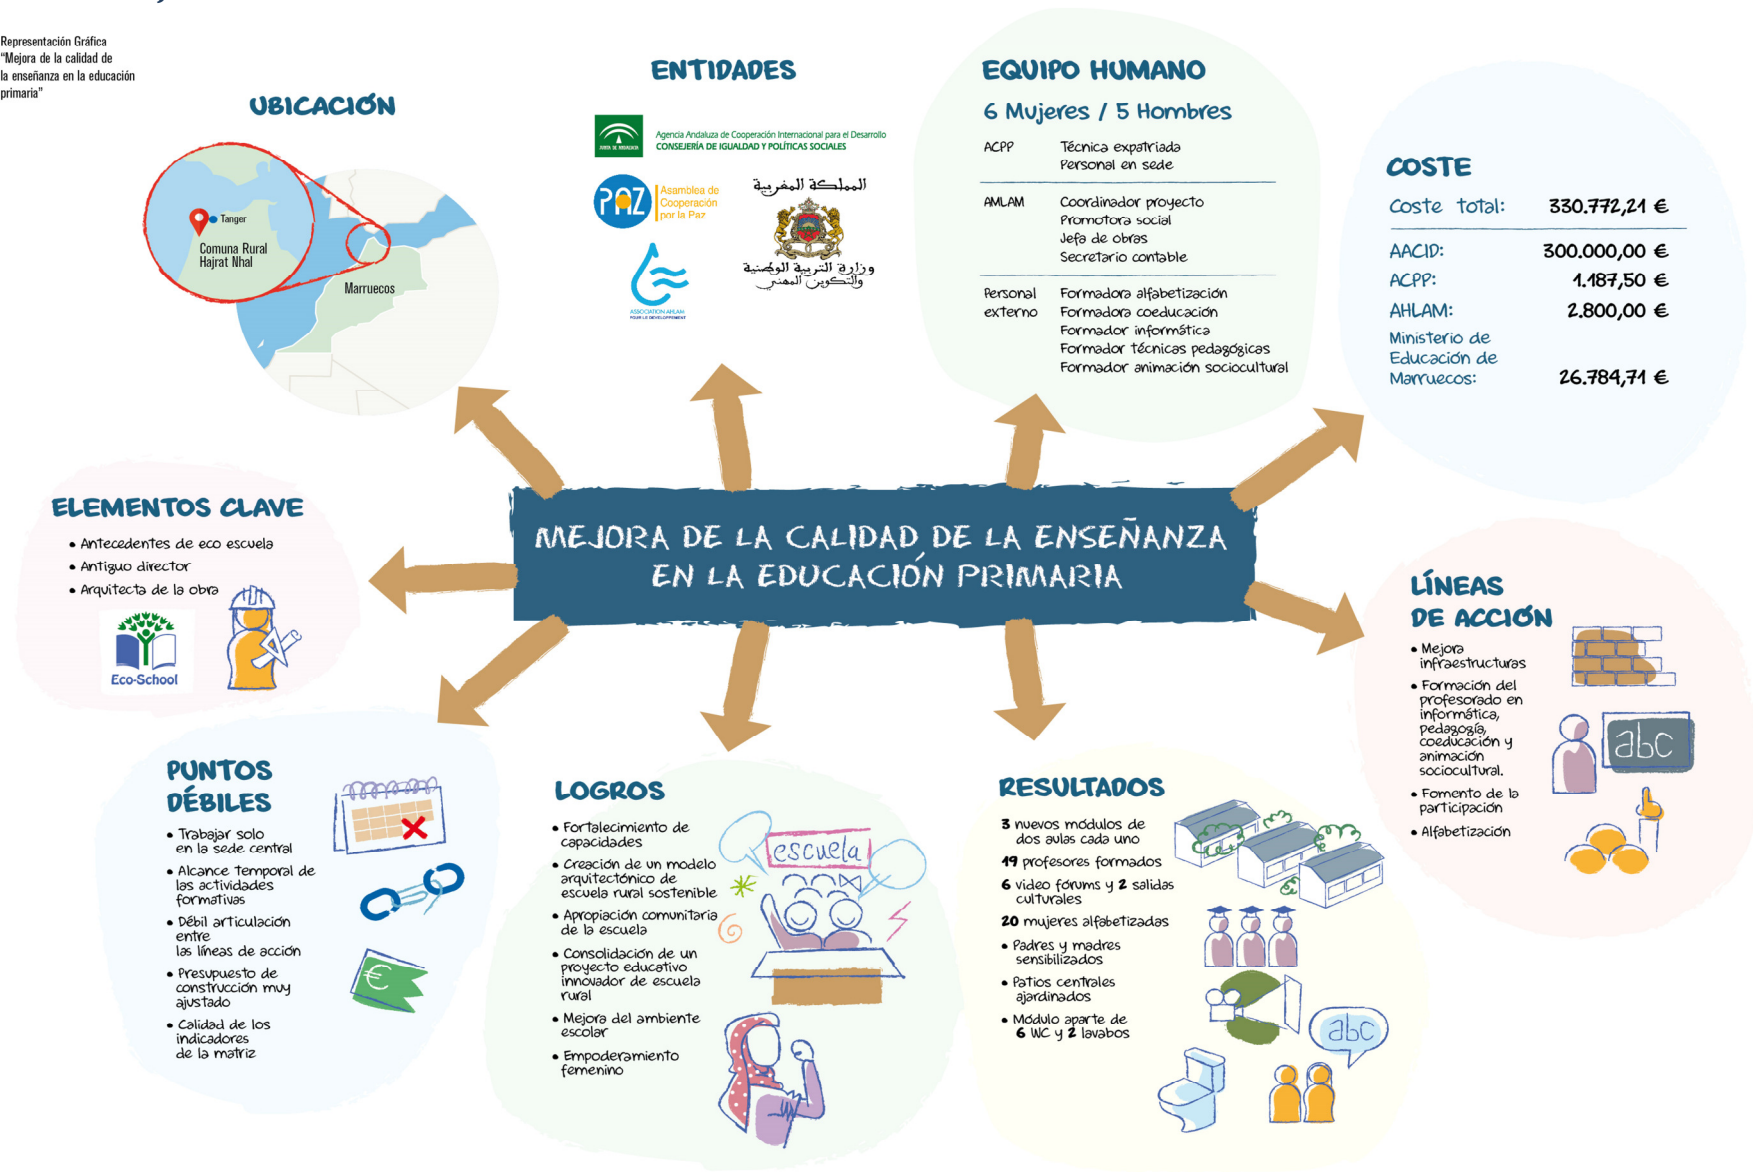 Representación Gráfica
"Mejora de la calidad de
la enseñanza en la educación
primaria"
UBICACIÓN
Tanger
Comuna Rural
Hajrat Nhal
Marruecos
ENTIDADES
JUNTA DE ANDALUCIA
Agencia Andaluza de Cooperación Internacional para el Desarrollo
CONSEJERÍA DE IGUALDAD Y POLÍTICAS SOCIALES
PAZ
Asamblea de
Cooperación
por la Paz
المملكة المغربية
وزارة التربية الوطنية
والتكوين المهني
ASSOCIATION AHLAM
POUR LE DEVELOPPEMENT
EQUIPO HUMANO
6 Mujeres / 5 Hombres
ACPP
Técnica expatriada
Personal en sede
AMLAM
Coordinador proyecto
Promotora social
Jefa de obras
Secretario contable
Personal
externo
Formadora alfabetización
Formadora coeducación
Formador informática
Formador técnicas pedagógicas
Formador animación sociocultural
COSTE
Coste total: 330.772,21 €
AACID: 300.000,00 €
ACPP: 1.187,50 €
AHLAM: 2.800,00 €
Ministerio de
Educación de
Marruecos: 26.784,71 €
MEJORA DE LA CALIDAD DE LA ENSEÑANZA
EN LA EDUCACIÓN PRIMARIA
ELEMENTOS CLAVE
• Antecedentes de eco escuela
• Antiguo director
• Arquitecta de la obra
Eco-School
LÍNEAS
DE ACCIÓN
• Mejora
infraestructuras
• Formación del
profesorado en
informática,
pedagogía,
coeducación y
animación
sociocultural.
• Fomento de la
participación
• Alfabetización
abc
PUNTOS
DÉBILES
• Trabajar solo
en la sede central
• Alcance temporal de
las actividades
formativas
• Débil articulación
entre
las líneas de acción
• Presupuesto de
construcción muy
ajustado
• Calidad de los
indicadores
de la matriz
€
LOGROS
• Fortalecimiento de
capacidades
• Creación de un modelo
arquitectónico de
escuela rural sostenible
• Apropiación comunitaria
de la escuela
• Consolidación de un
proyecto educativo
innovador de escuela
rural
• Mejora del ambiente
escolar
• Empoderamiento
femenino
escuela
RESULTADOS
3 nuevos módulos de
dos aulas cada uno
19 profesores formados
6 video fórums y 2 salidas
culturales
20 mujeres alfabetizadas
• Padres y madres
sensibilizados
• Patios centrales
ajardinados
• Módulo aparte de
6 WC y 2 lavabos
abc